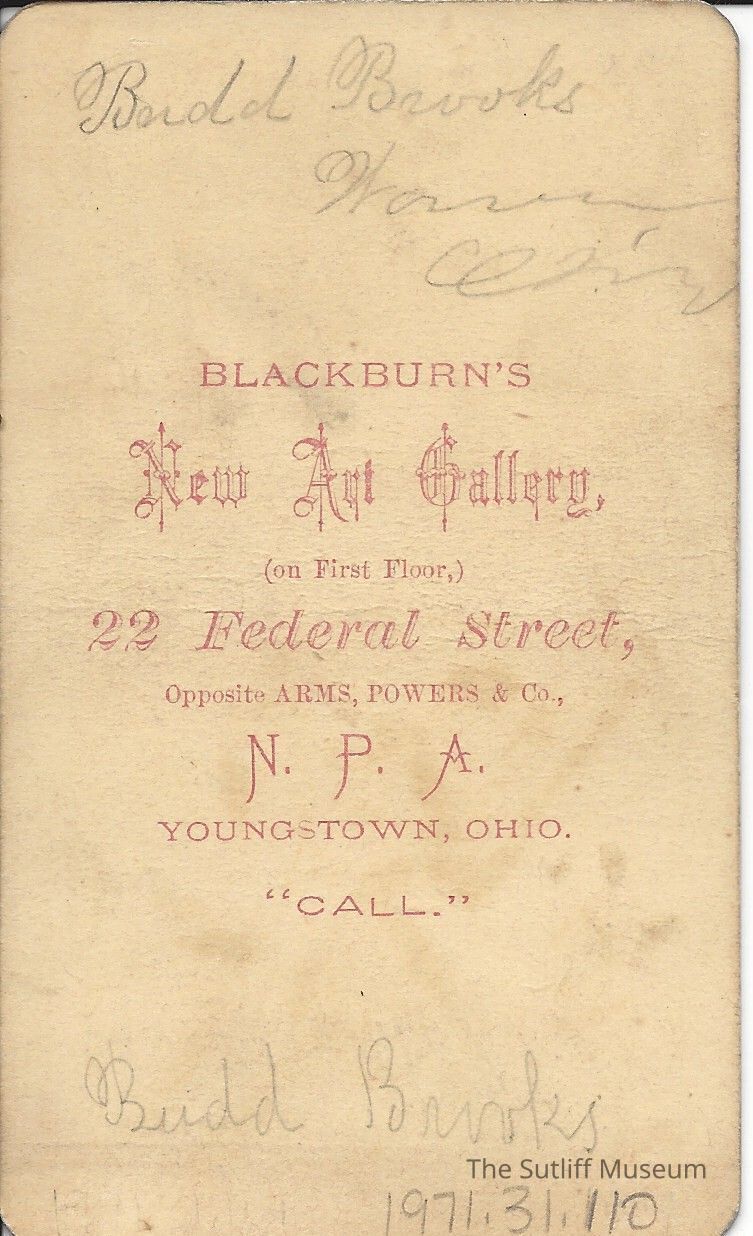 Budd Brooks
Warren
BLACKBURN'S
New Art Gallery,
(on First Floor,)
22 Federal Street,
Opposite ARMS, POWERS & Co.,
N. P. A.
YOUNGSTOWN, OHIO.
"CALL."
Budd Brooks
The Sutliff Museum
1971.31.110